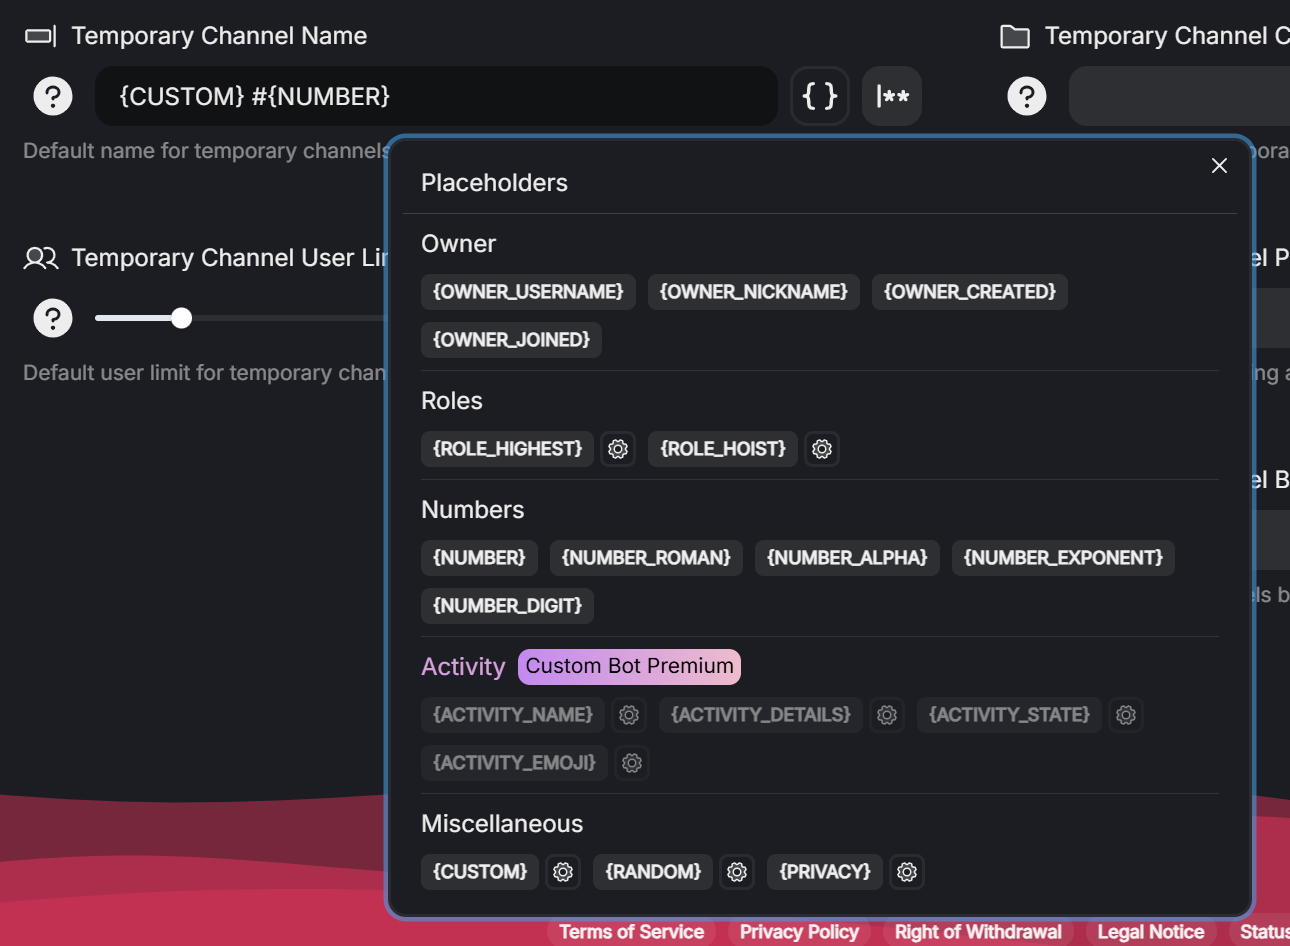 Temporary Channel Name
Temporary Channel C
?
{CUSTOM} #{NUMBER}
{ }
|**
?
Default name for temporary channels
pora
Placeholders
Owner
Temporary Channel User Lir
el P
{OWNER_USERNAME} {OWNER_NICKNAME} {OWNER_CREATED}
?
{OWNER_JOINED}
Default user limit for temporary chan
ng a
Roles
{ROLE_HIGHEST} {ROLE_HOIST}
el B
Numbers
{NUMBER} {NUMBER_ROMAN} {NUMBER_ALPHA} {NUMBER_EXPONENT}
els b
{NUMBER_DIGIT}
Activity Custom Bot Premium
{ACTIVITY_NAME} {ACTIVITY_DETAILS} {ACTIVITY_STATE}
{ACTIVITY_EMOJI}
Miscellaneous
{CUSTOM} {RANDOM} {PRIVACY}
Terms of Service Privacy Policy Right of Withdrawal Legal Notice Status